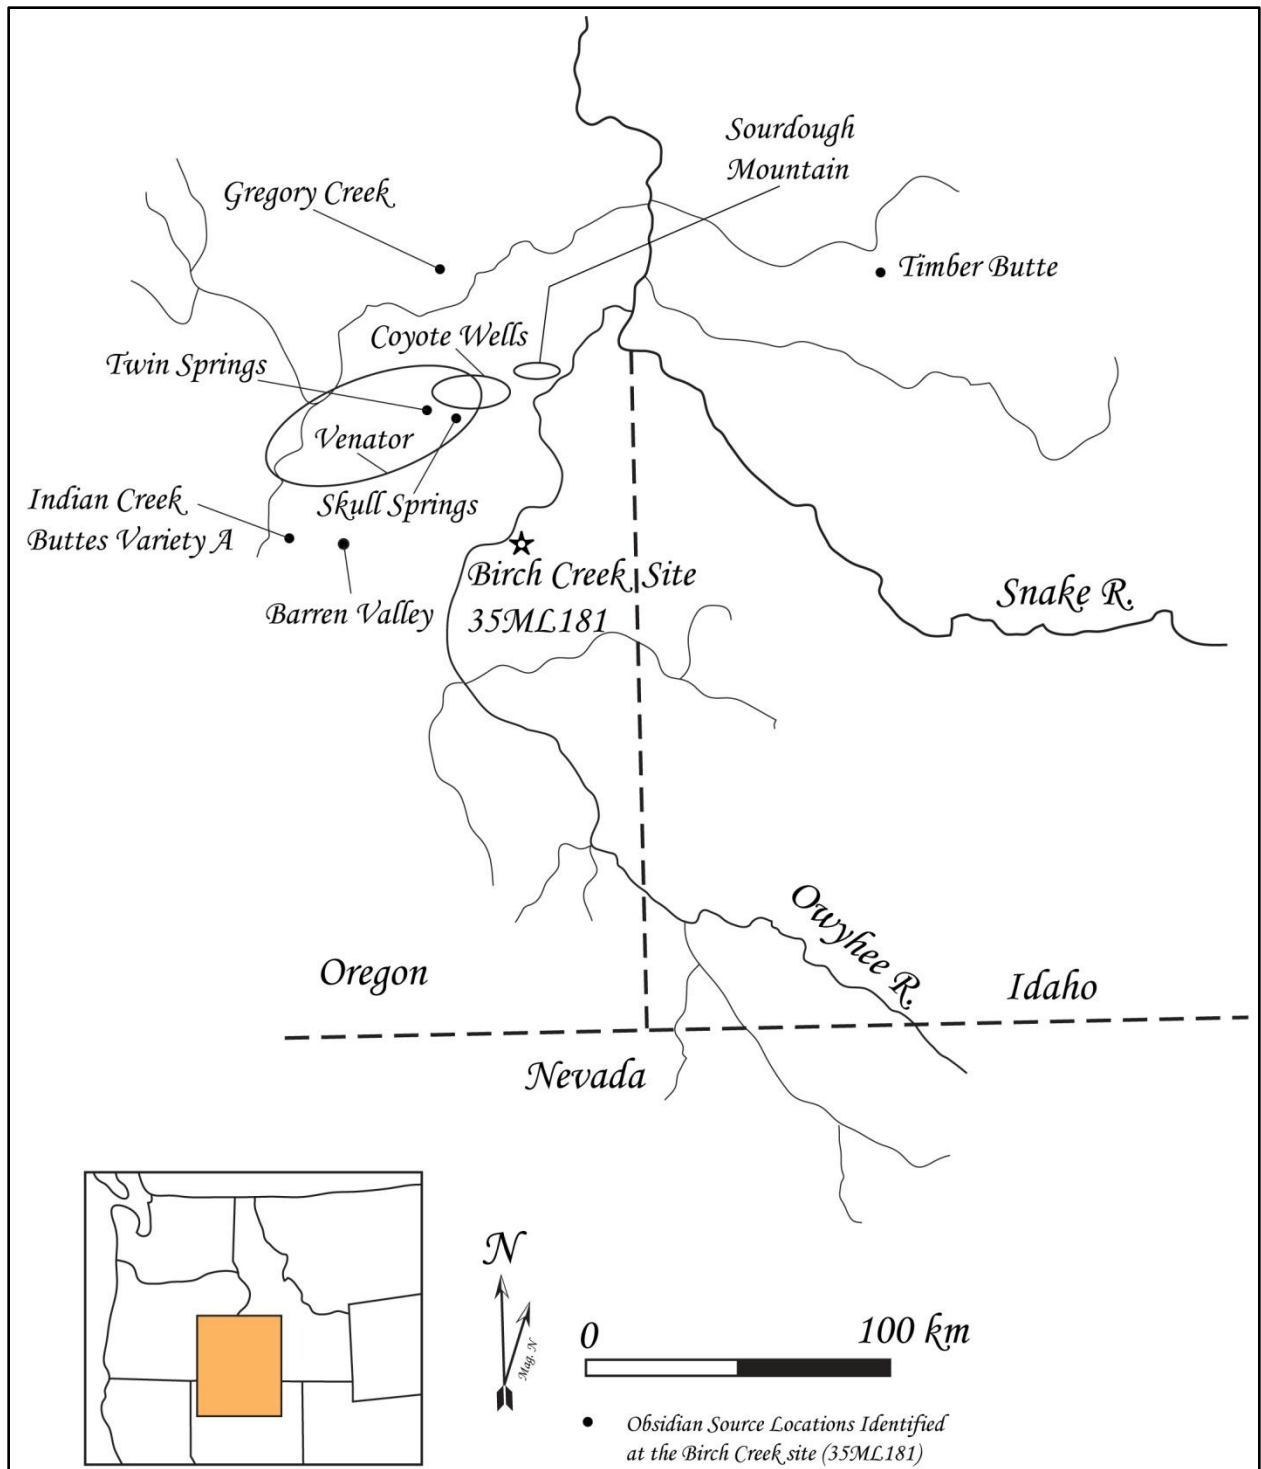 Sourdough
Mountain
Gregory Creek
Timber Butte
Coyote Wells
Twin Springs
Venator
Indian Creek
Buttes Variety A
Skull Springs
Birch Creek Site
35ML181
Snake R.
Barren Valley
Owyhee R.
Oregon
Idaho
Nevada
N
Mag. N
0
100 km
Obsidian Source Locations Identified
at the Birch Creek site (35ML181)